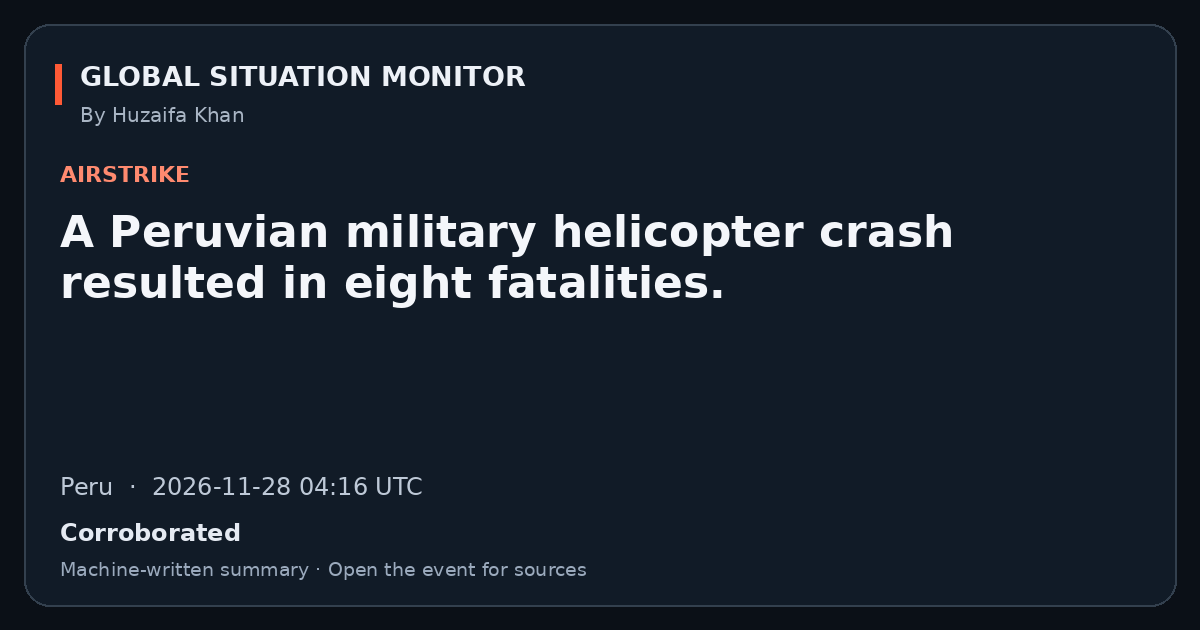 GLOBAL SITUATION MONITOR
By Huzaifa Khan
AIRSTRIKE
A Peruvian military helicopter crash
resulted in eight fatalities.
Peru · 2026-11-28 04:16 UTC
Corroborated
Machine-written summary · Open the event for sources